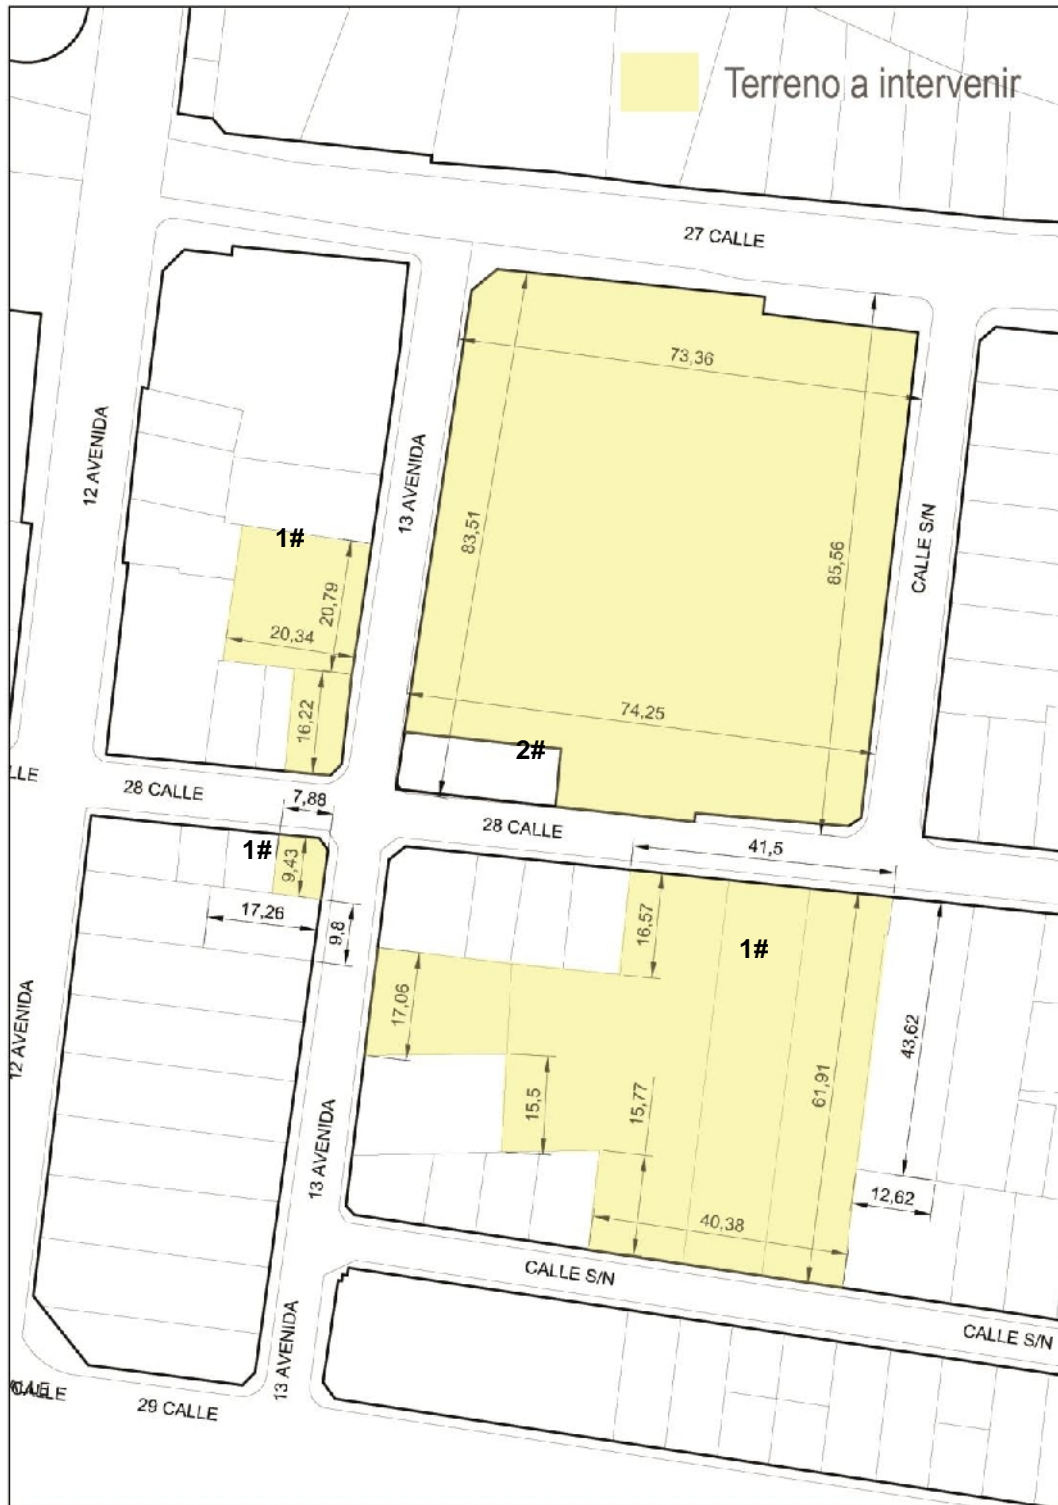 Terreno a intervenir
27 CALLE
73,36
12 AVENIDA
13 AVENIDA
83,51
85,56
CALLE S/N
1#
20,79
20,34
16,22
74,25
2#
LLE
28 CALLE
7,88
28 CALLE
41,5
1#
9,43
17,26
9,8
16,57
1#
17,06
43,62
12 AVENIDA
15,5
15,77
61,91
13 AVENIDA
12,62
40,38
CALLE S/N
CALLE S/N
13 AVENIDA
29 CALLE